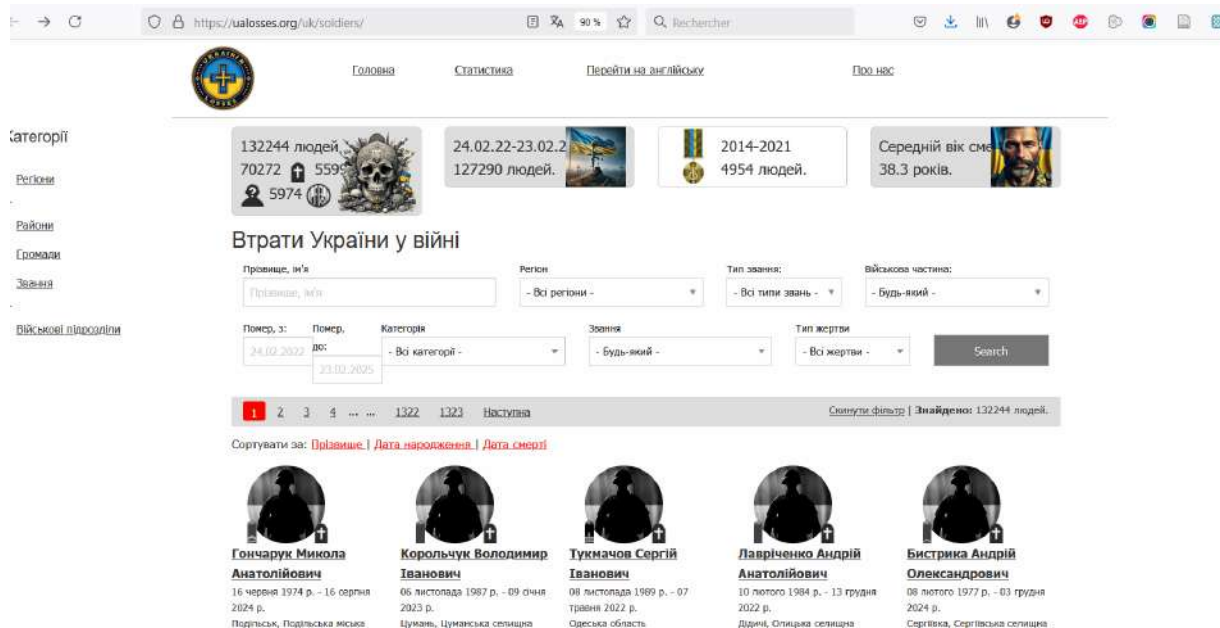 https://ualosses.org/uk/soldiers/
90 %
Rechercher
Головна Статистика Перейти на англійську Про нас
Категорії
Регіони
Райони
Громади
Звання
Військові підрозділи
132244 людей
70272 559
5974
24.02.22-23.02.2
127290 людей.
2014-2021
4954 людей.
Середній вік сме
38.3 років.
Втрати України у війні
Прізвище, ім'я Регіон Тип звання: Військова частина:
Прізвище, ім'я - Всі регіони - - Всі типи звань - - Будь-який -
Помер, з: Помер, до: Категорія Звання Тип жертви
24.02.2022 23.02.2025 - Всі категорії - - Будь-який - - Всі жертви - Search
1 2 3 4 ... ... 1322 1323 Наступна Скинути фільтр | Знайдено: 132244 людей.
Сортувати за: Прізвище | Дата народження | Дата смерті
Гончарук Микола Анатолійович
16 червня 1974 р. - 16 серпня 2024 р.
Подільськ, Подільська міська
Корольчук Володимир Іванович
06 листопада 1987 р. - 09 січня 2023 р.
Цумань, Цуманська селищна
Тукмачов Сергій Іванович
08 листопада 1989 р. - 07 травня 2022 р.
Одеська область
Лавріченко Андрій Анатолійович
10 лютого 1984 р. - 13 грудня 2022 р.
Дідичі, Олицька селищна
Бистрика Андрій Олександрович
08 лютого 1977 р. - 03 грудня 2024 р.
Сергіївка, Сергіївська селищна